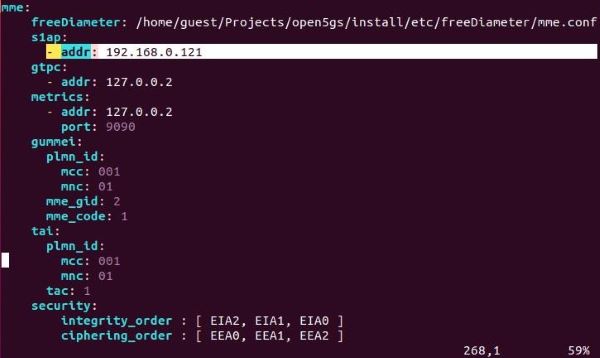 mme:
    freeDiameter: /home/guest/Projects/open5gs/install/etc/freeDiameter/mme.conf
    s1ap:
      - addr: 192.168.0.121
    gtpc:
      - addr: 127.0.0.2
    metrics:
      - addr: 127.0.0.2
        port: 9090
    gummei:
      plmn_id:
        mcc: 001
        mnc: 01
      mme_gid: 2
      mme_code: 1
    tai:
      plmn_id:
        mcc: 001
        mnc: 01
      tac: 1
    security:
        integrity_order : [ EIA2, EIA1, EIA0 ]
        ciphering_order : [ EEA0, EEA1, EEA2 ]
268,1 59%